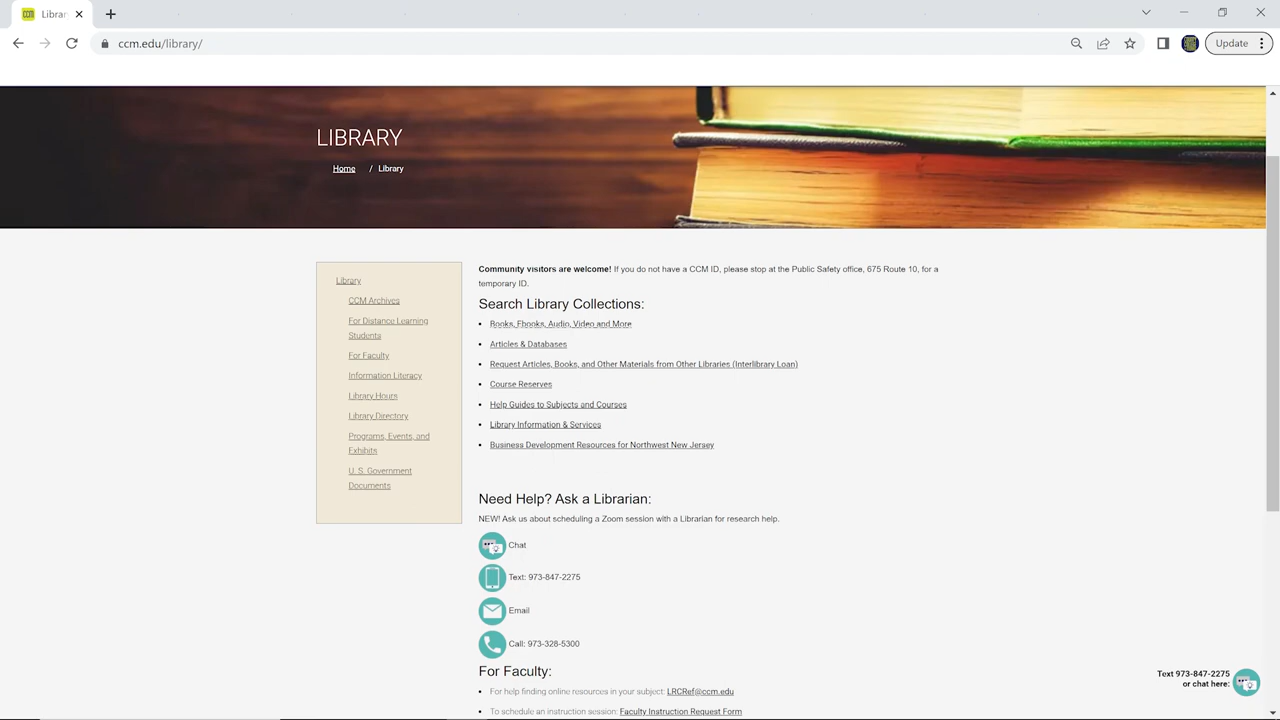 Librar
ccm.edu/library/
Update
LIBRARY
Home / Library
Library
CCM Archives
For Distance Learning
Students
For Faculty
Information Literacy
Library Hours
Library Directory
Programs, Events, and
Exhibits
U. S. Government
Documents
Community visitors are welcome! If you do not have a CCM ID, please stop at the Public Safety office, 675 Route 10, for a
temporary ID.
Search Library Collections:
• Books, Ebooks, Audio, Video and More
• Articles & Databases
• Request Articles, Books, and Other Materials from Other Libraries (Interlibrary Loan)
• Course Reserves
• Help Guides to Subjects and Courses
• Library Information & Services
• Business Development Resources for Northwest New Jersey
Need Help? Ask a Librarian:
NEW! Ask us about scheduling a Zoom session with a Librarian for research help.
Chat
Text: 973-847-2275
Email
Call: 973-328-5300
For Faculty:
• For help finding online resources in your subject: LRCRef@ccm.edu
• To schedule an instruction session: Faculty Instruction Request Form
Text 973-847-2275
or chat here: